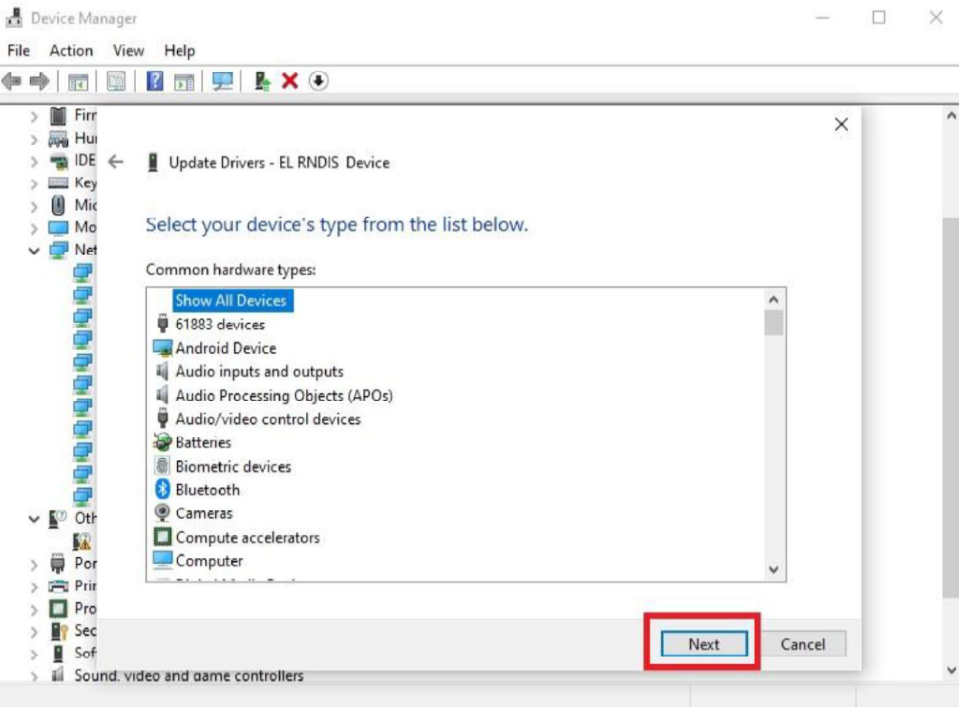 Device Manager
File Action View Help
Firr
Hu
IDE
Key
Mic
Mo
Net
Oth
Por
Prir
Pro
Sec
Sof
Sound, video and game controllers
Update Drivers - EL RNDIS Device
Select your device's type from the list below.
Common hardware types:
Show All Devices
61883 devices
Android Device
Audio inputs and outputs
Audio Processing Objects (APOs)
Audio/video control devices
Batteries
Biometric devices
Bluetooth
Cameras
Compute accelerators
Computer
Next Cancel